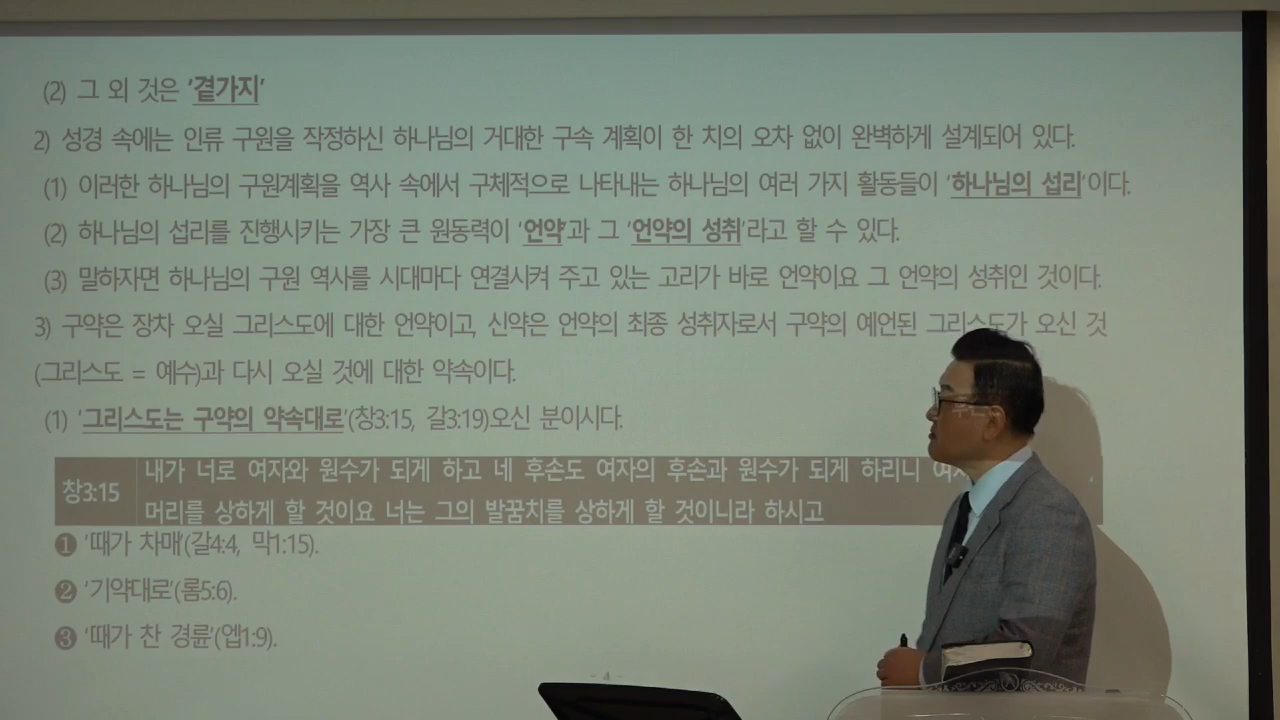 (2) 그 외 것은 '곁가지'
2) 성경 속에는 인류 구원을 작정하신 하나님의 거대한 구속 계획이 한 치의 오차 없이 완벽하게 설계되어 있다.
(1) 이러한 하나님의 구원계획을 역사 속에서 구체적으로 나타내는 하나님의 여러 가지 활동들이 '하나님의 섭리'이다.
(2) 하나님의 섭리를 진행시키는 가장 큰 원동력이 '언약'과 그 '언약의 성취'라고 할 수 있다.
(3) 말하자면 하나님의 구원 역사를 시대마다 연결시켜 주고 있는 고리가 바로 언약이요 그 언약의 성취인 것이다.
3) 구약은 장차 오실 그리스도에 대한 언약이고, 신약은 언약의 최종 성취자로서 구약의 예언된 그리스도가 오신 것
(그리스도 = 예수)과 다시 오실 것에 대한 약속이다.
(1) '그리스도는 구약의 약속대로'(창3:15, 갈3:19)오신 분이시다.
창3:15 내가 너로 여자와 원수가 되게 하고 네 후손도 여자의 후손과 원수가 되게 하리니
머리를 상하게 할 것이요 너는 그의 발꿈치를 상하게 할 것이니라 하시고
❶ '때가 차매'(갈4:4, 막1:15).
❷ '기약대로'(롬5:6).
❸ '때가 찬 경륜'(엡1:9).
- 4 -